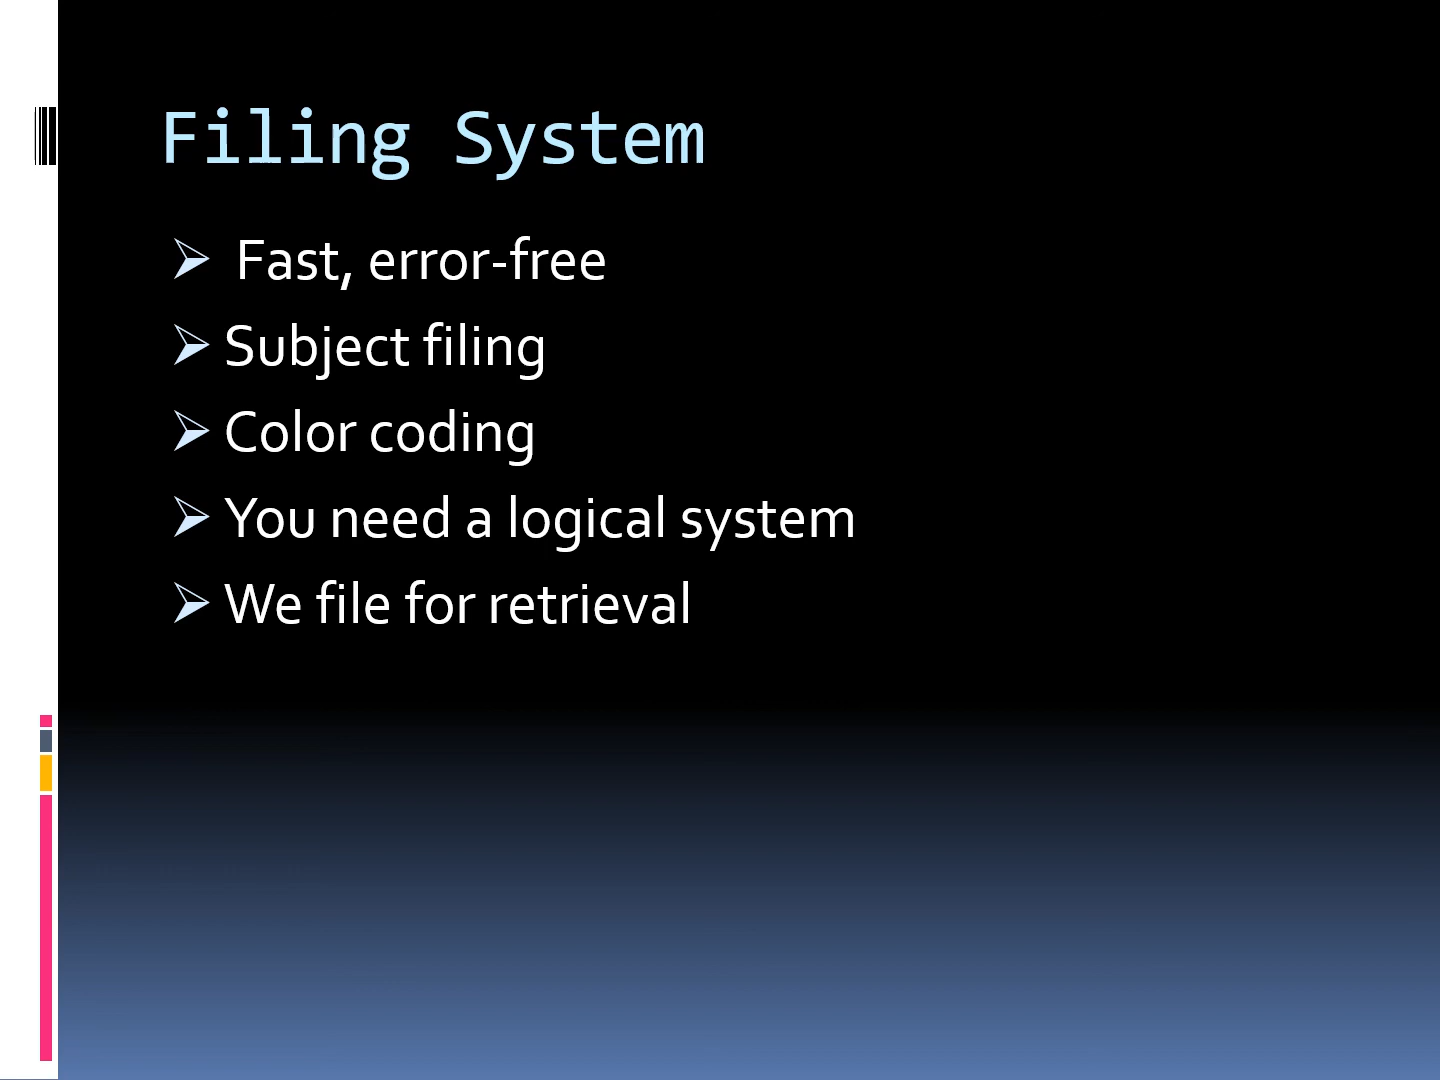 Filing System
Fast, error-free
Subject filing
Color coding
You need a logical system
We file for retrieval